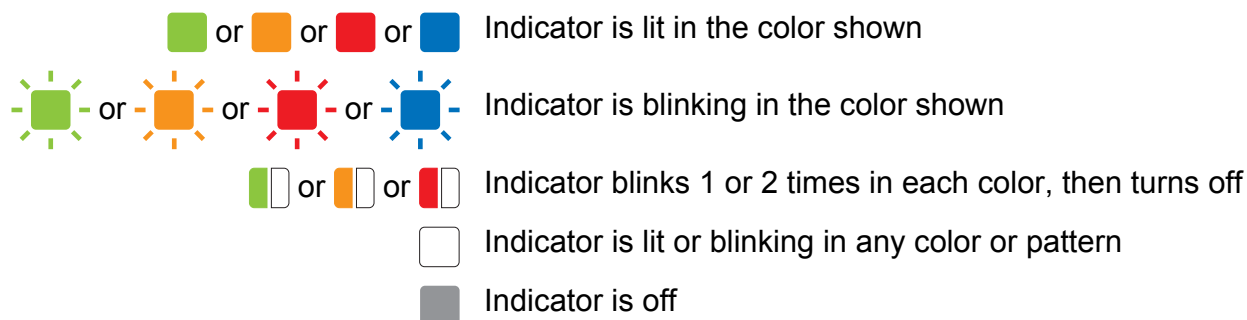 or or or Indicator is lit in the color shown
or or or Indicator is blinking in the color shown
or or Indicator blinks 1 or 2 times in each color, then turns off
Indicator is lit or blinking in any color or pattern
Indicator is off